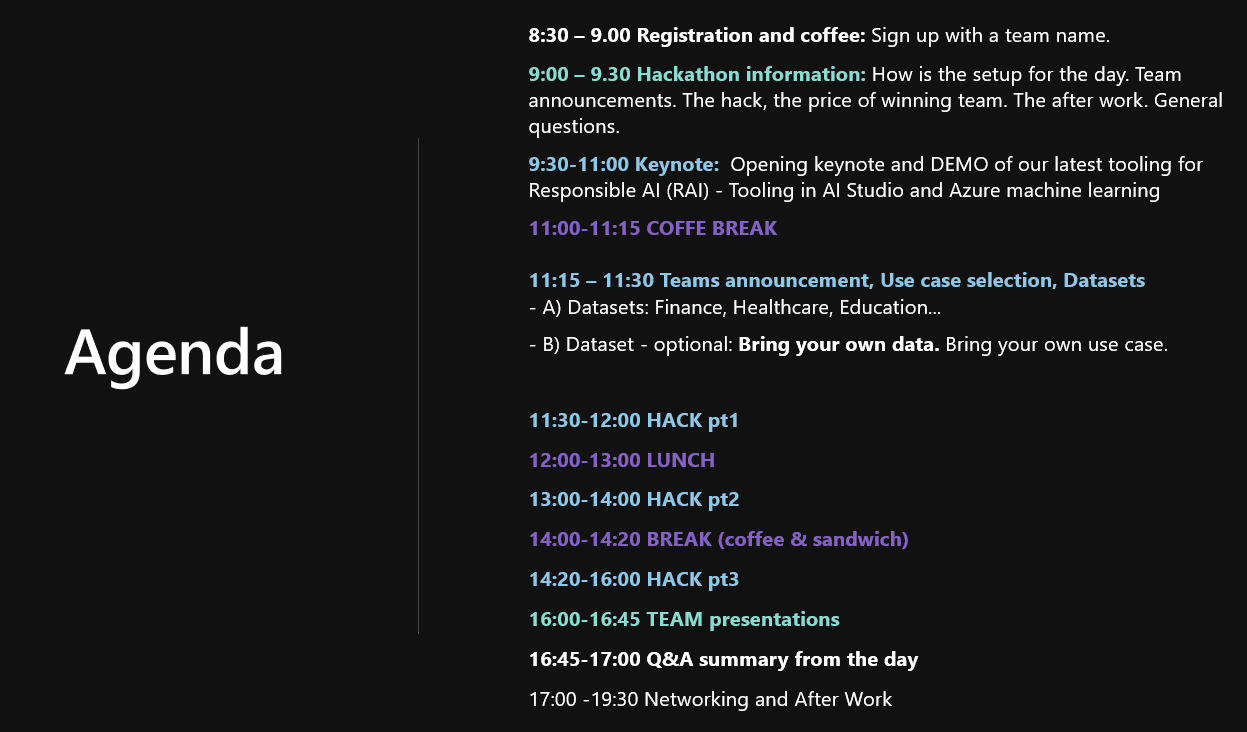 Agenda
8:30 – 9.00 Registration and coffee: Sign up with a team name.
9:00 – 9.30 Hackathon information: How is the setup for the day. Team
announcements. The hack, the price of winning team. The after work. General
questions.
9:30-11:00 Keynote:  Opening keynote and DEMO of our latest tooling for
Responsible AI (RAI) - Tooling in AI Studio and Azure machine learning
11:00-11:15 COFFE BREAK
11:15 – 11:30 Teams announcement, Use case selection, Datasets
- A) Datasets: Finance, Healthcare, Education...
- B) Dataset - optional: Bring your own data. Bring your own use case.
11:30-12:00 HACK pt1
12:00-13:00 LUNCH
13:00-14:00 HACK pt2
14:00-14:20 BREAK (coffee & sandwich)
14:20-16:00 HACK pt3
16:00-16:45 TEAM presentations
16:45-17:00 Q&A summary from the day
17:00 -19:30 Networking and After Work